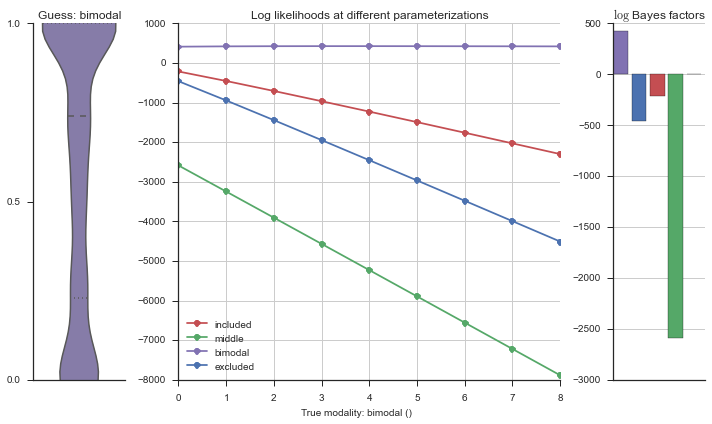 Guess: bimodal
1.0
0.5
0.0
Log likelihoods at different parameterizations
1000
0
−1000
−2000
−3000
−4000
−5000
−6000
−7000
−8000
included
middle
bimodal
excluded
0 1 2 3 4 5 6 7 8
True modality: bimodal ()
log Bayes factors
500
0
−500
−1000
−1500
−2000
−2500
−3000